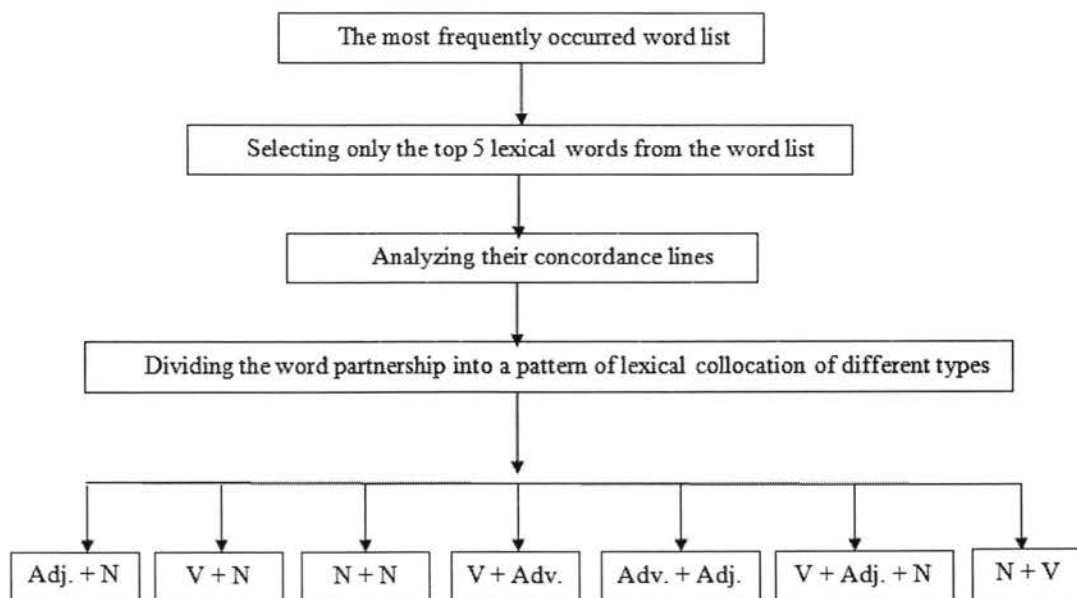 The most frequently occurred word list
Selecting only the top 5 lexical words from the word list
Analyzing their concordance lines
Dividing the word partnership into a pattern of lexical collocation of different types
Adj. + N
V + N
N + N
V + Adv.
Adv. + Adj.
V + Adj. + N
N + V